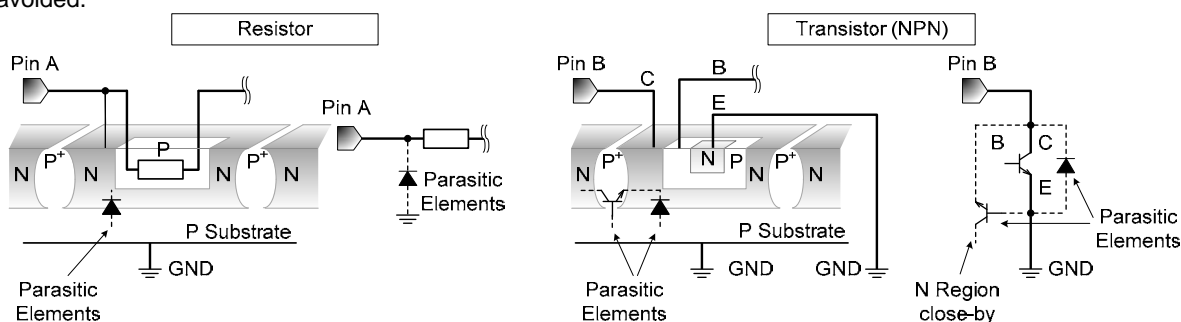 avoided.
Resistor
Transistor (NPN)
Pin A
Pin A
N P+ N P N P+ N
Parasitic
Elements
P Substrate
GND
Parasitic
Elements
Pin B
C
B
E
N P+ N N P N P+ N
P Substrate
GND
GND
Parasitic
Elements
Pin B
B C
E
Parasitic
Elements
GND
N Region
close-by